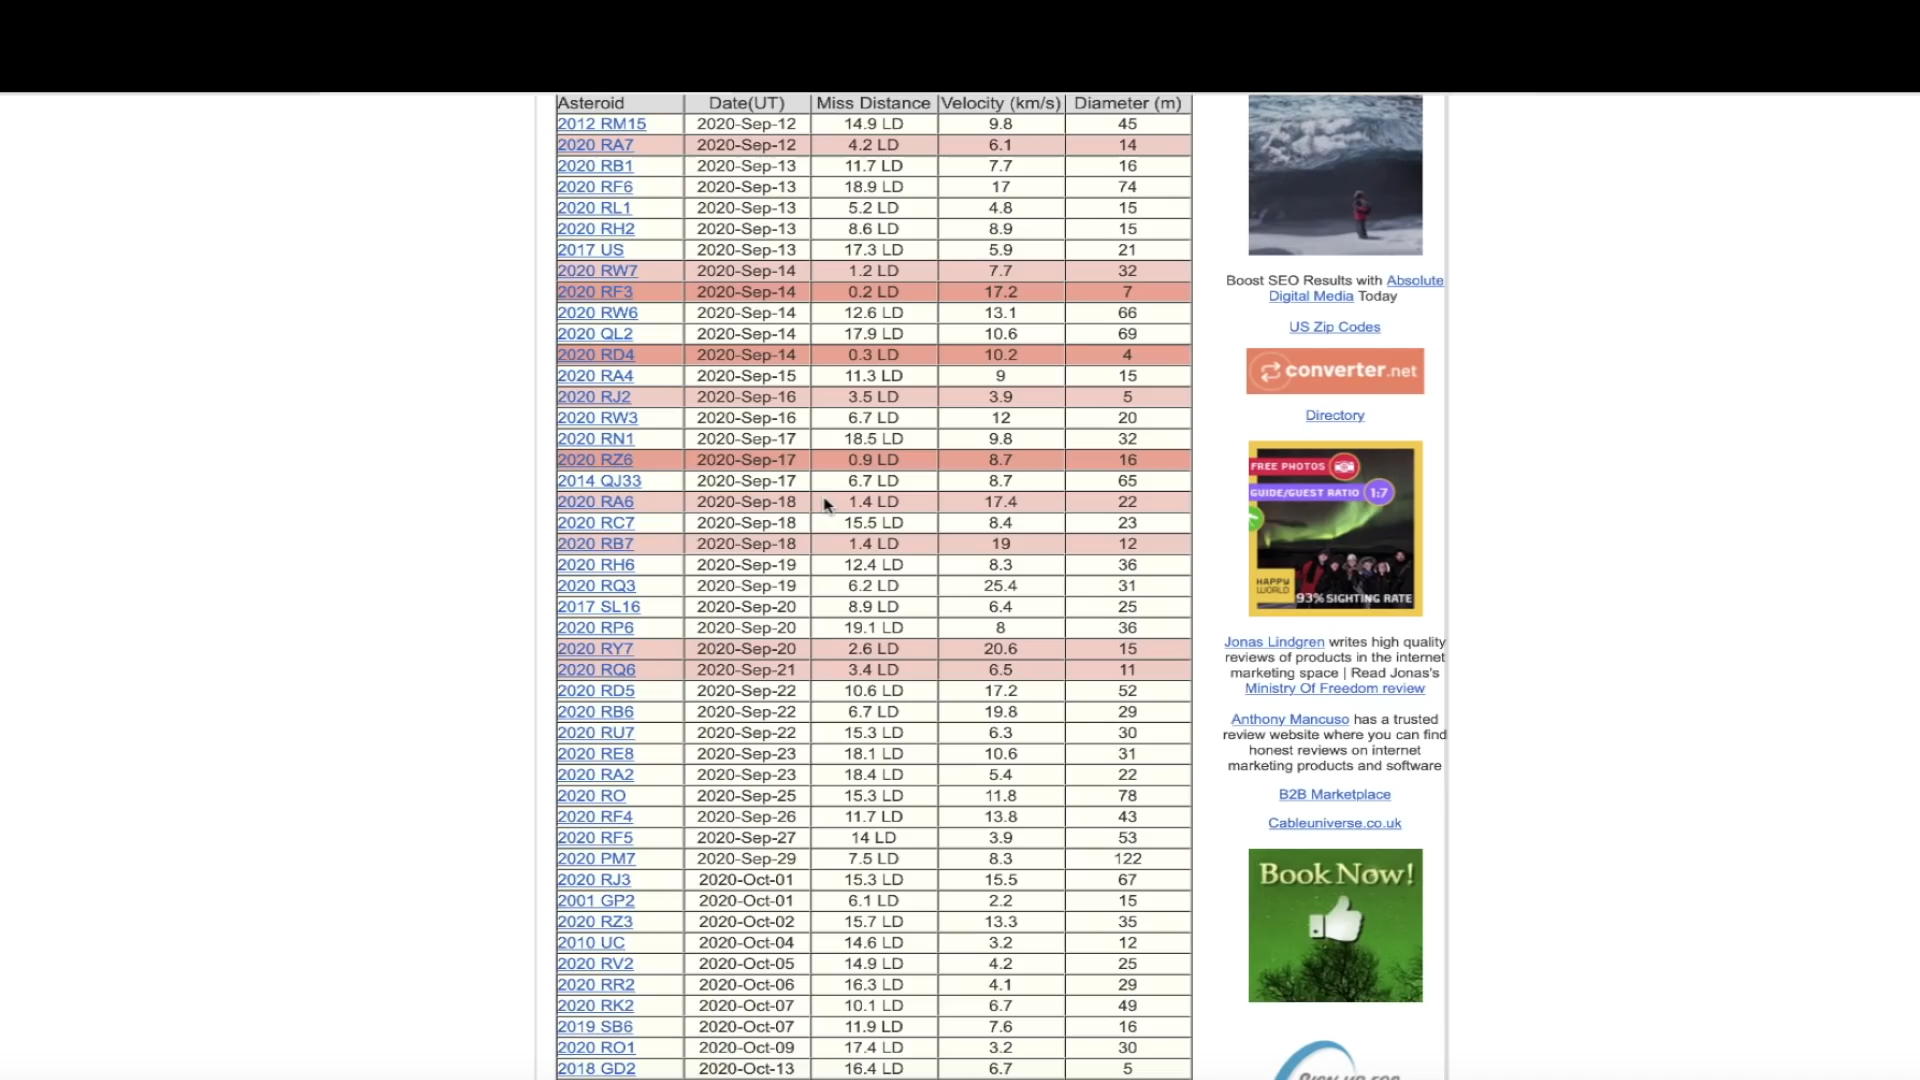 Asteroid Date(UT) Miss Distance Velocity (km/s) Diameter (m)
2012 RM15 2020-Sep-12 14.9 LD 9.8 45
2020 RA7 2020-Sep-12 4.2 LD 6.1 14
2020 RB1 2020-Sep-13 11.7 LD 7.7 16
2020 RF6 2020-Sep-13 18.9 LD 17 74
2020 RL1 2020-Sep-13 5.2 LD 4.8 15
2020 RH2 2020-Sep-13 8.6 LD 8.9 15
2017 US 2020-Sep-13 17.3 LD 5.9 21
2020 RW7 2020-Sep-14 1.2 LD 7.7 32
2020 RF3 2020-Sep-14 0.2 LD 17.2 7
2020 RW6 2020-Sep-14 12.6 LD 13.1 66
2020 QL2 2020-Sep-14 17.9 LD 10.6 69
2020 RD4 2020-Sep-14 0.3 LD 10.2 4
2020 RA4 2020-Sep-15 11.3 LD 9 15
2020 RJ2 2020-Sep-16 3.5 LD 3.9 5
2020 RW3 2020-Sep-16 6.7 LD 12 20
2020 RN1 2020-Sep-17 18.5 LD 9.8 32
2020 RZ6 2020-Sep-17 0.9 LD 8.7 16
2014 QJ33 2020-Sep-17 6.7 LD 8.7 65
2020 RA6 2020-Sep-18 1.4 LD 17.4 22
2020 RC7 2020-Sep-18 15.5 LD 8.4 23
2020 RB7 2020-Sep-18 1.4 LD 19 12
2020 RH6 2020-Sep-19 12.4 LD 8.3 36
2020 RQ3 2020-Sep-19 6.2 LD 25.4 31
2017 SL16 2020-Sep-20 8.9 LD 6.4 25
2020 RP6 2020-Sep-20 19.1 LD 8 36
2020 RY7 2020-Sep-20 2.6 LD 20.6 15
2020 RQ6 2020-Sep-21 3.4 LD 6.5 11
2020 RD5 2020-Sep-22 10.6 LD 17.2 52
2020 RB6 2020-Sep-22 6.7 LD 19.8 29
2020 RU7 2020-Sep-22 15.3 LD 6.3 30
2020 RE8 2020-Sep-23 18.1 LD 10.6 31
2020 RA2 2020-Sep-23 18.4 LD 5.4 22
2020 RO 2020-Sep-25 15.3 LD 11.8 78
2020 RF4 2020-Sep-26 11.7 LD 13.8 43
2020 RF5 2020-Sep-27 14 LD 3.9 53
2020 PM7 2020-Sep-29 7.5 LD 8.3 122
2020 RJ3 2020-Oct-01 15.3 LD 15.5 67
2001 GP2 2020-Oct-01 6.1 LD 2.2 15
2020 RZ3 2020-Oct-02 15.7 LD 13.3 35
2010 UC 2020-Oct-04 14.6 LD 3.2 12
2020 RV2 2020-Oct-05 14.9 LD 4.2 25
2020 RR2 2020-Oct-06 16.3 LD 4.1 29
2020 RK2 2020-Oct-07 10.1 LD 6.7 49
2019 SB6 2020-Oct-07 11.9 LD 7.6 16
2020 RO1 2020-Oct-09 17.4 LD 3.2 30
2018 GD2 2020-Oct-13 16.4 LD 6.7 5
Boost SEO Results with Absolute
Digital Media Today
US Zip Codes
converter.net
Directory
FREE PHOTOS
GUIDE/GUEST RATIO 1:7
HAPPY
WORLD
93% SIGHTING RATE
Jonas Lindgren writes high quality
reviews of products in the internet
marketing space | Read Jonas's
Ministry Of Freedom review
Anthony Mancuso has a trusted
review website where you can find
honest reviews on internet
marketing products and software
B2B Marketplace
Cableuniverse.co.uk
Book Now!
SIGN UP FOR